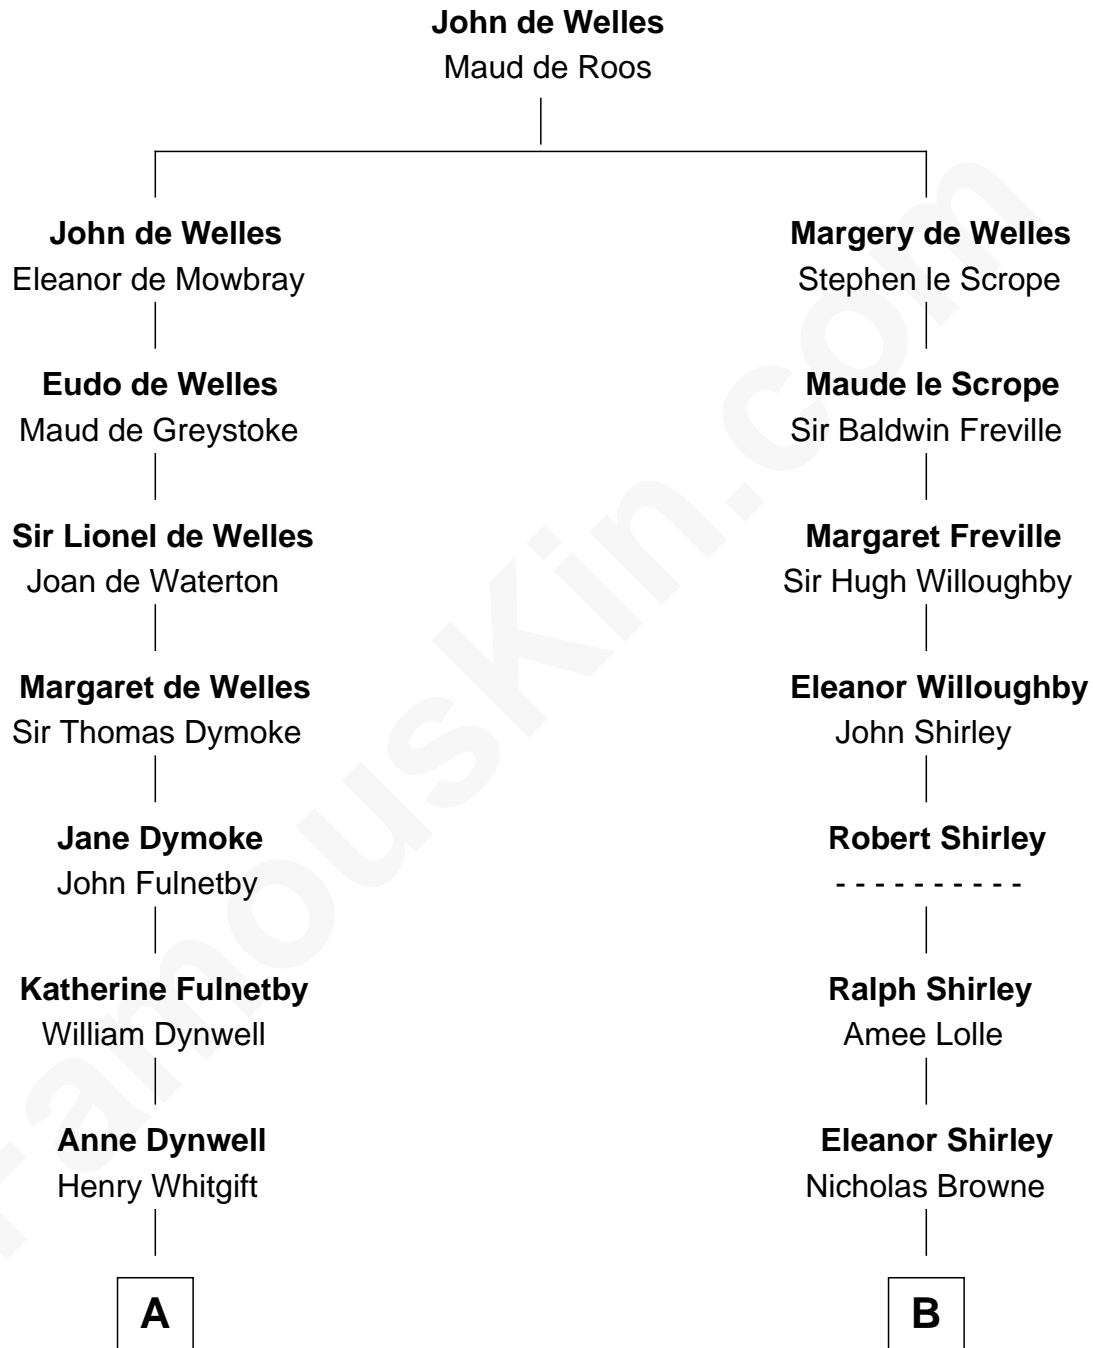 John de Welles
Maud de Roos
John de Welles
Eleanor de Mowbray
Margery de Welles
Stephen le Scrope
Eudo de Welles
Maud de Greystoke
Maude le Scrope
Sir Baldwin Freville
Sir Lionel de Welles
Joan de Waterton
Margaret Freville
Sir Hugh Willoughby
Margaret de Welles
Sir Thomas Dymoke
Eleanor Willoughby
John Shirley
Jane Dymoke
John Fulnetby
Robert Shirley
- - - - - - - - - -
Katherine Fulnetby
William Dynwell
Ralph Shirley
Amee Lolle
Anne Dynwell
Henry Whitgift
Eleanor Shirley
Nicholas Browne
A
B
FamousKin.com